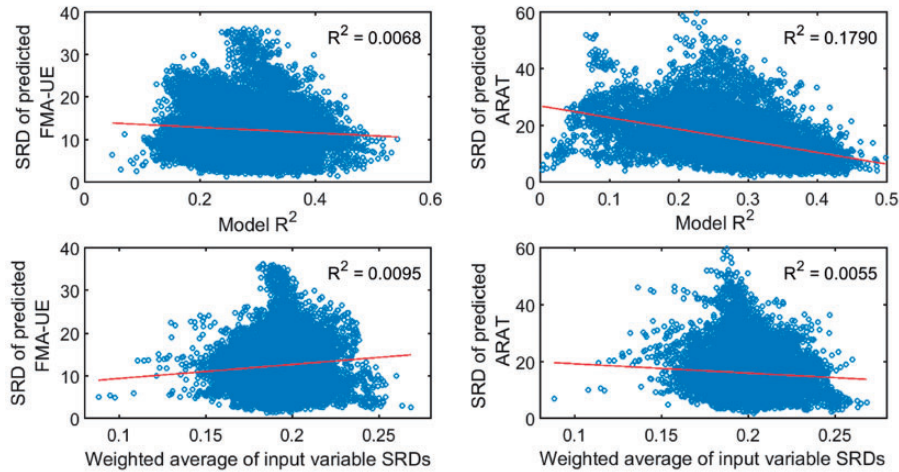 40
30
20
10
0
SRD of predicted
FMA-UE
R² = 0.0068
0
0.2
0.4
0.6
Model R²
60
40
20
0
SRD of predicted
ARAT
R² = 0.1790
0
0.1
0.2
0.3
0.4
0.5
Model R²
40
30
20
10
0
SRD of predicted
FMA-UE
R² = 0.0095
0.1
0.15
0.2
0.25
Weighted average of input variable SRDs
60
40
20
0
SRD of predicted
ARAT
R² = 0.0055
0.1
0.15
0.2
0.25
Weighted average of input variable SRDs